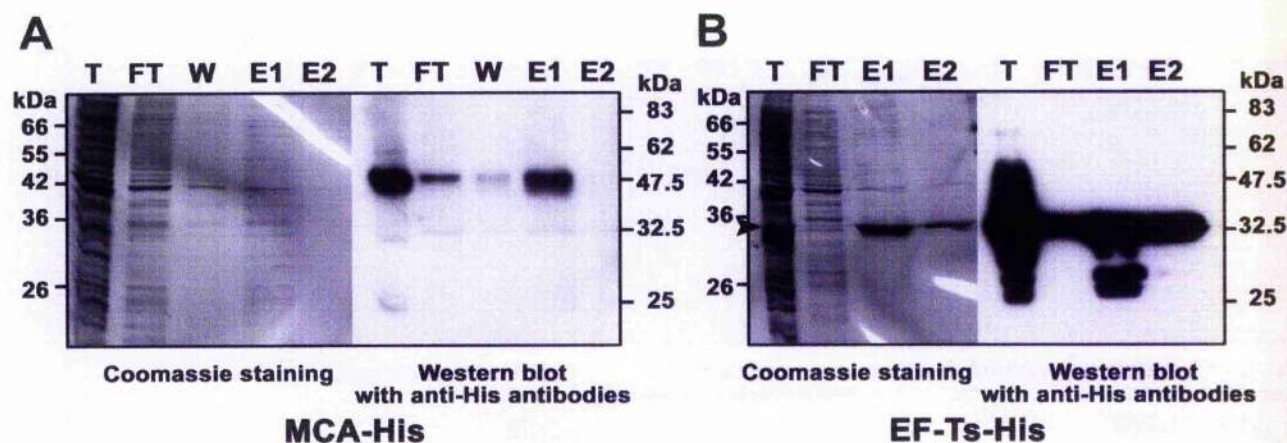 A
T FT W E1 E2 T FT W E1 E2
kDa
66
55
42
36
26
kDa
83
62
47.5
32.5
25
Coomassie staining
Western blot
with anti-His antibodies
MCA-His
B
T FT E1 E2 T FT E1 E2
kDa
66
55
42
36
26
kDa
83
62
47.5
32.5
25
Coomassie staining
Western blot
with anti-His antibodies
EF-Ts-His